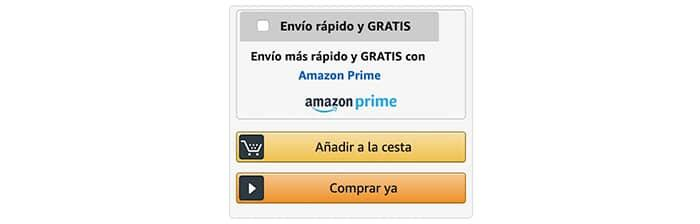 Envío rápido y GRATIS
Envío más rápido y GRATIS con
Amazon Prime
amazon prime
Añadir a la cesta
Comprar ya